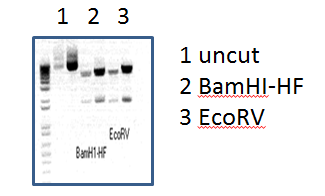 1 2 3
1 uncut
2 BamHI-HF
3 EcoRV
EcoRV
BamH1-HF